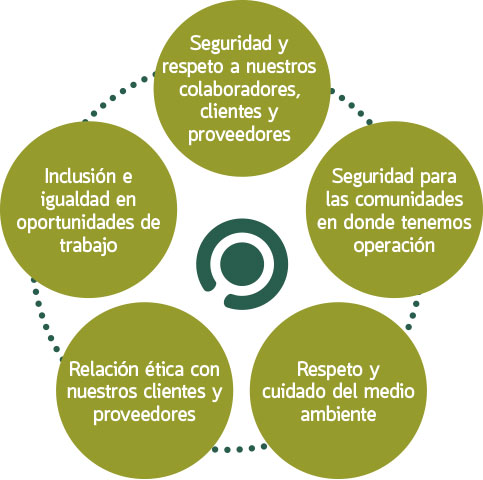 Seguridad y
respeto a nuestros
colaboradores,
clientes y
proveedores
Seguridad para
las comunidades
en donde tenemos
operación
Respeto y
cuidado del medio
ambiente
Relación ética con
nuestros clientes y
proveedores
Inclusión e
igualdad en
oportunidades de
trabajo